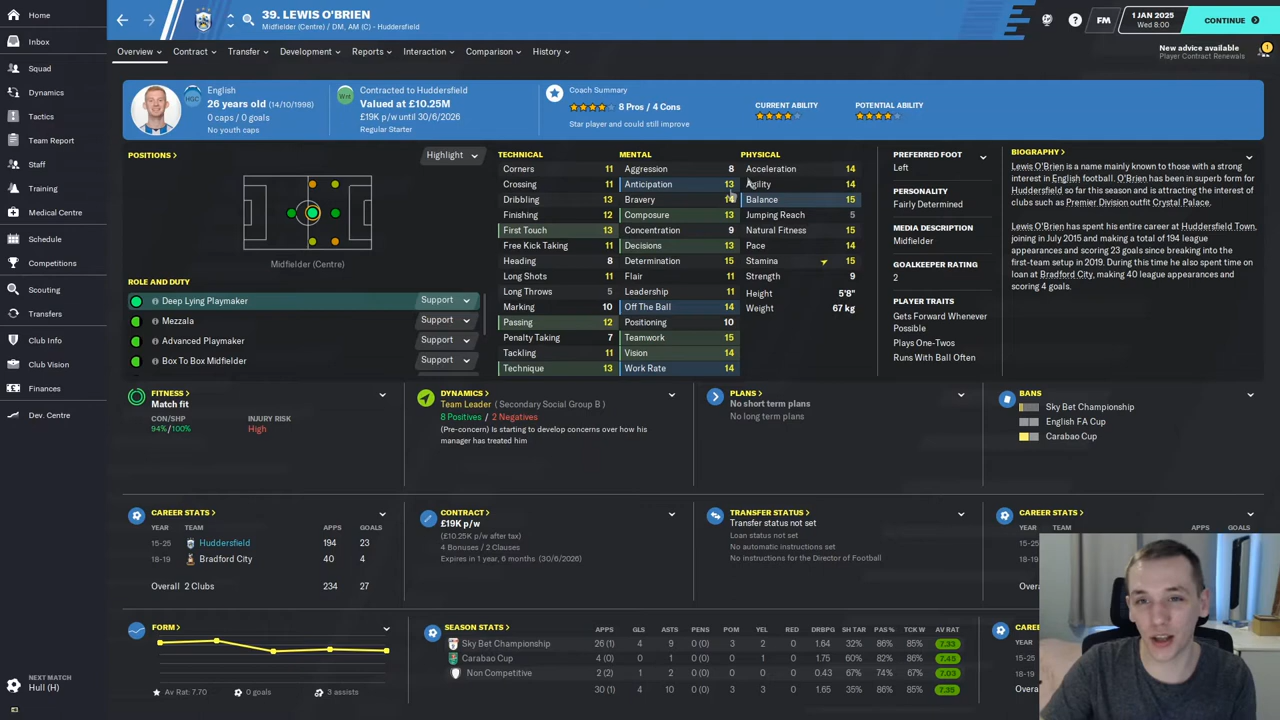 Home
39. LEWIS O'BRIEN
Midfielder (Centre) / DM, AM (C) - Huddersfield
FM
1 JAN 2025
Wed 8:00
CONTINUE
Inbox
Squad
Dynamics
Tactics
Team Report
Staff
Training
Medical Centre
Schedule
Competitions
Scouting
Transfers
Club Info
Club Vision
Finances
Dev. Centre
NEXT MATCH
Hull (H)
Overview
Contract
Transfer
Development
Reports
Interaction
Comparison
History
New advice available
Player Contract Renewals
HGC
English
26 years old (14/10/1998)
0 caps / 0 goals
No youth caps
Wnt
Contracted to Huddersfield
Valued at £10.25M
£19K p/w until 30/6/2026
Regular Starter
Coach Summary
8 Pros / 4 Cons
Star player and could still improve
CURRENT ABILITY
POTENTIAL ABILITY
POSITIONS
Highlight
Midfielder (Centre)
ROLE AND DUTY
Deep Lying Playmaker Support
Mezzala Support
Advanced Playmaker Support
Box To Box Midfielder Support
TECHNICAL
Corners 11
Crossing 11
Dribbling 13
Finishing 12
First Touch 13
Free Kick Taking 11
Heading 8
Long Shots 11
Long Throws 5
Marking 10
Passing 12
Penalty Taking 7
Tackling 11
Technique 13
MENTAL
Aggression 8
Anticipation 13
Bravery 14
Composure 13
Concentration 9
Decisions 13
Determination 15
Flair 11
Leadership 11
Off The Ball 14
Positioning 10
Teamwork 15
Vision 14
Work Rate 14
PHYSICAL
Acceleration 14
Agility 14
Balance 15
Jumping Reach 5
Natural Fitness 15
Pace 14
Stamina 15
Strength 9
Height 5'8"
Weight 67 kg
PREFERRED FOOT
Left
PERSONALITY
Fairly Determined
MEDIA DESCRIPTION
Midfielder
GOALKEEPER RATING
2
PLAYER TRAITS
Gets Forward Whenever
Possible
Plays One-Twos
Runs With Ball Often
BIOGRAPHY
Lewis O'Brien is a name mainly known to those with a strong
interest in English football. O'Brien has been in superb form for
Huddersfield so far this season and is attracting the interest of
clubs such as Premier Division outfit Crystal Palace.
Lewis O'Brien has spent his entire career at Huddersfield Town,
joining in July 2015 and making a total of 194 league
appearances and scoring 23 goals since breaking into the
first-team setup in 2019. During this time he also spent time on
loan at Bradford City, making 40 league appearances and
scoring 4 goals.
FITNESS
Match fit
CON/SHP
94%/100%
INJURY RISK
High
DYNAMICS
Team Leader ( Secondary Social Group B )
8 Positives / 2 Negatives
(Pre-concern) Is starting to develop concerns over how his
manager has treated him
PLANS
No short term plans
No long term plans
BANS
Sky Bet Championship
English FA Cup
Carabao Cup
CAREER STATS
YEAR TEAM APPS GOALS
15-25 Huddersfield 194 23
18-19 Bradford City 40 4
Overall 2 Clubs 234 27
CONTRACT
£19K p/w
(£10.25K p/w after tax)
4 Bonuses / 2 Clauses
Expires in 1 year, 6 months (30/6/2026)
TRANSFER STATUS
Transfer status not set
Loan status not set
No automatic instructions set
No instructions for the Director of Football
CAREER STATS
YEAR TEAM APPS GOALS
15-25
18-19
Overall
FORM
Av Rat: 7.70
0 goals
3 assists
SEASON STATS
APPS GLS ASTS PENS POM YEL RED DRBPG SH TAR PAS % TCK W AV RAT
Sky Bet Championship 26 (1) 4 9 0 (0) 3 2 0 1.64 32% 86% 85% 7.33
Carabao Cup 4 (0) 0 1 0 (0) 0 1 0 1.75 60% 82% 86% 7.45
Non Competitive 2 (2) 1 2 0 (0) 0 0 0 0.43 67% 74% 67% 7.03
30 (1) 4 10 0 (0) 3 3 0 1.65 35% 86% 85% 7.35